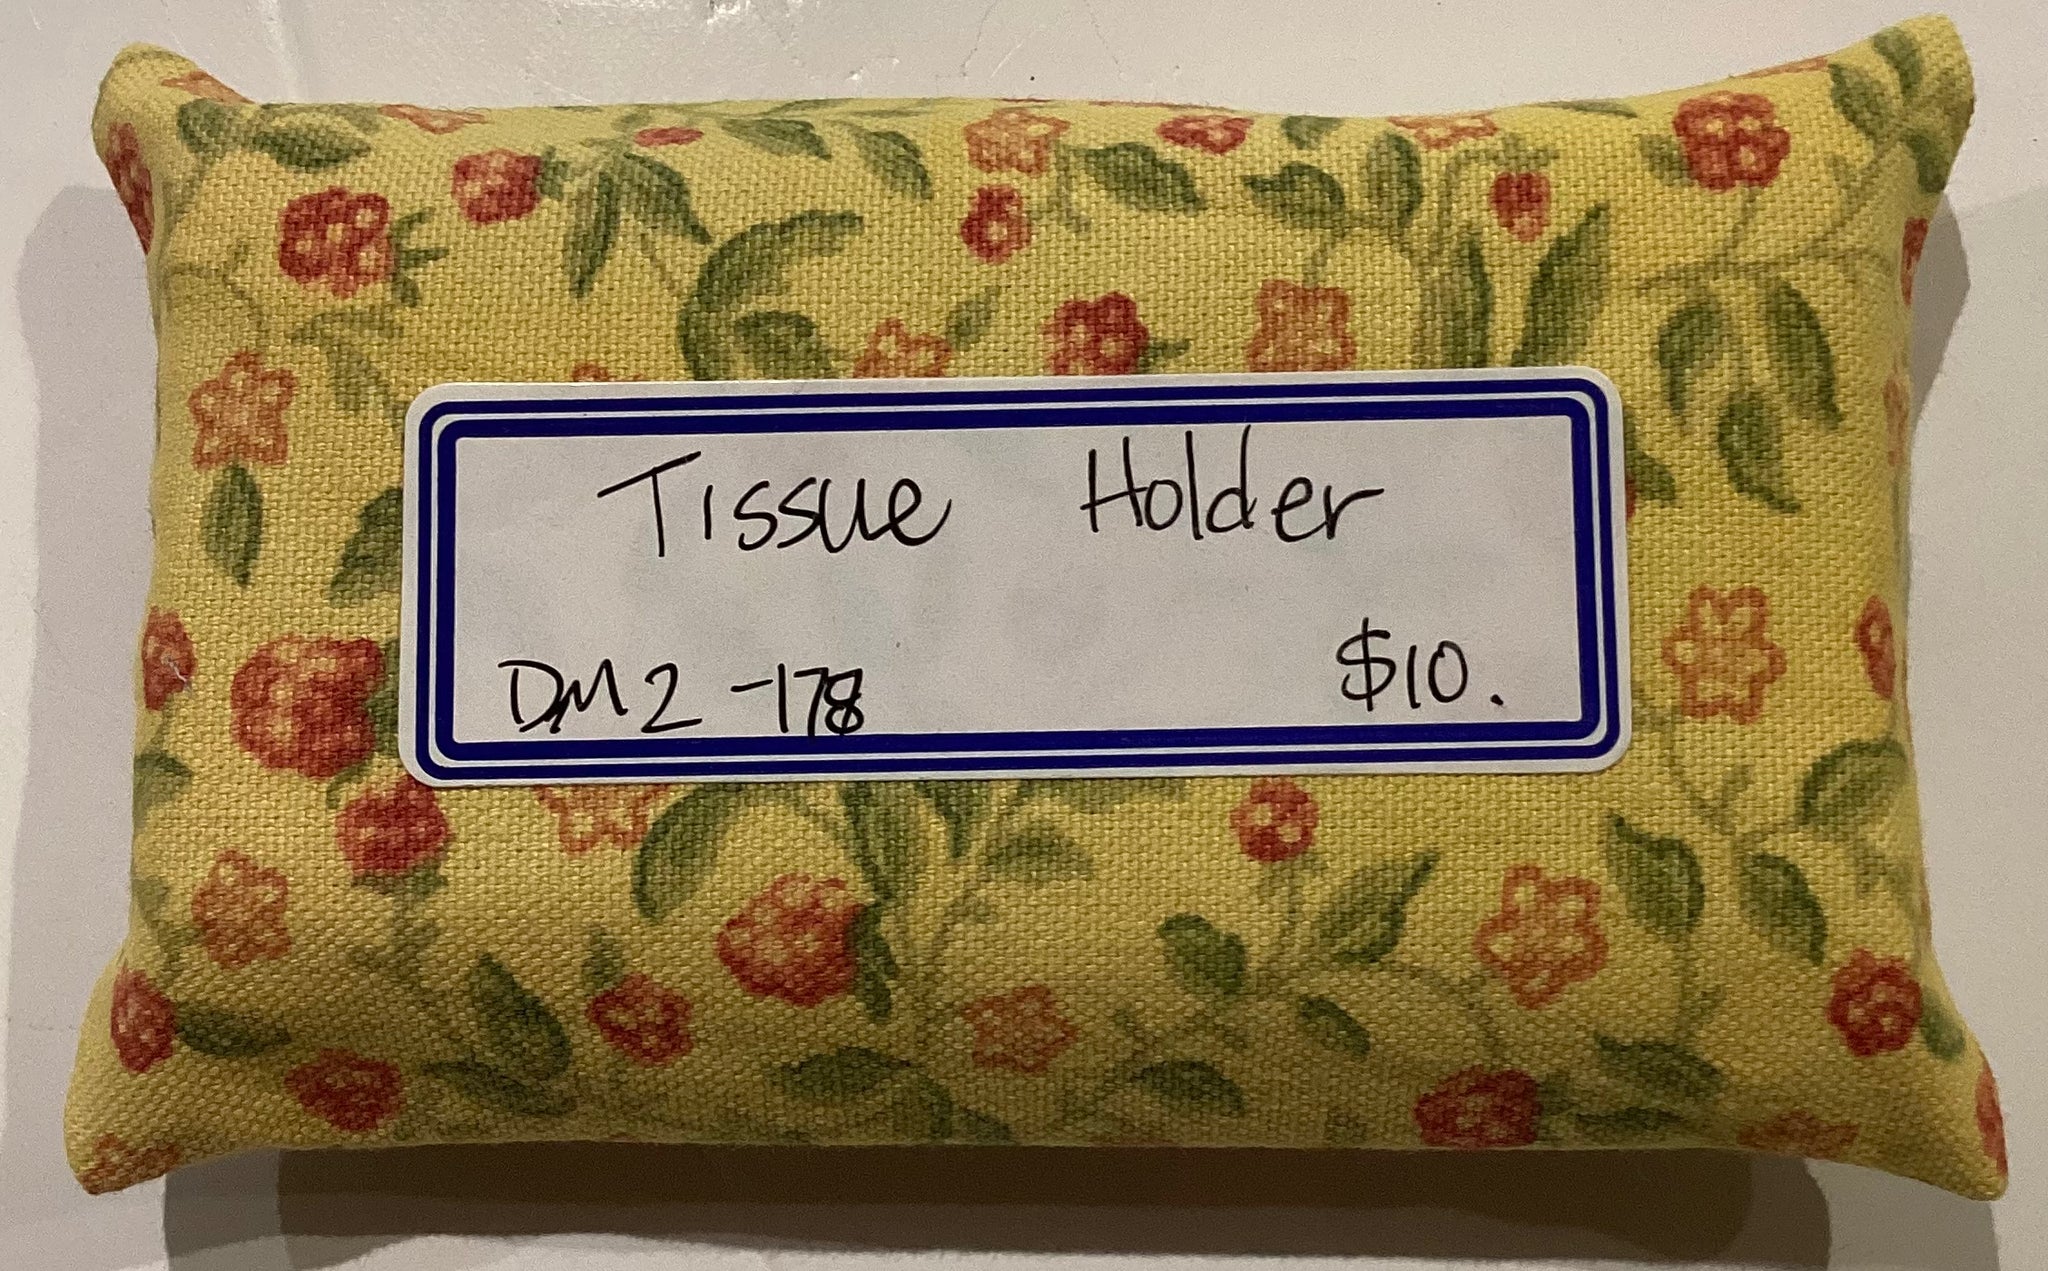 Tissue Holder
DM2-178 $10.